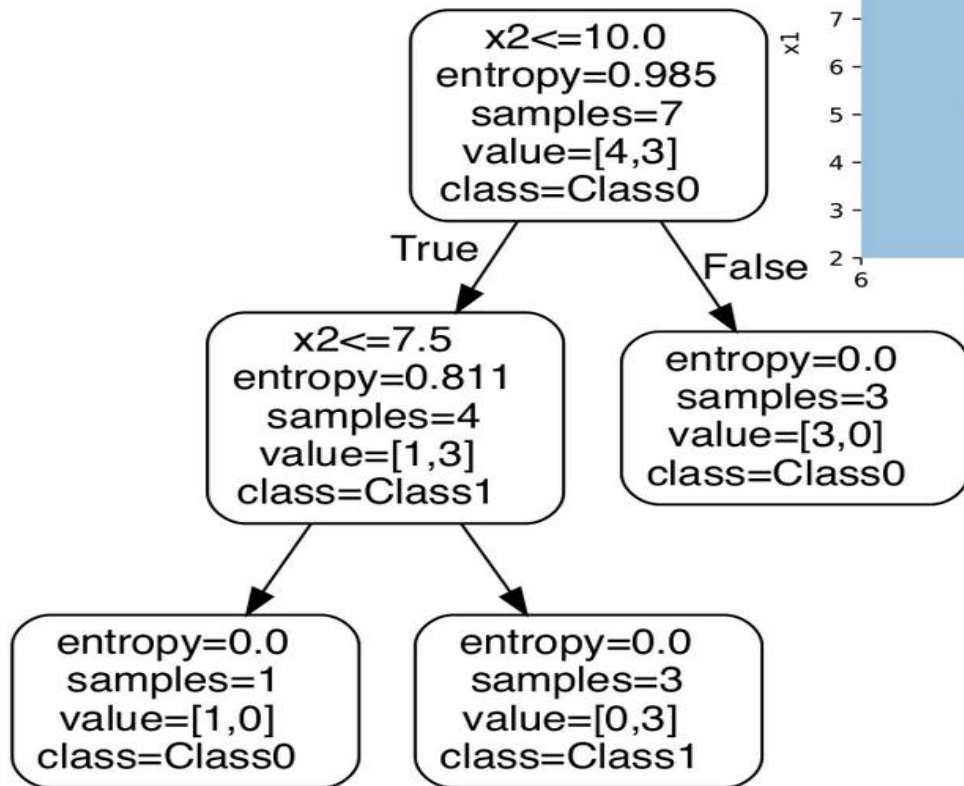 x2<=10.0
entropy=0.985
samples=7
value=[4,3]
class=Class0
x1
7
6
5
4
3
2
6
True
False
x2<=7.5
entropy=0.811
samples=4
value=[1,3]
class=Class1
entropy=0.0
samples=3
value=[3,0]
class=Class0
entropy=0.0
samples=1
value=[1,0]
class=Class0
entropy=0.0
samples=3
value=[0,3]
class=Class1